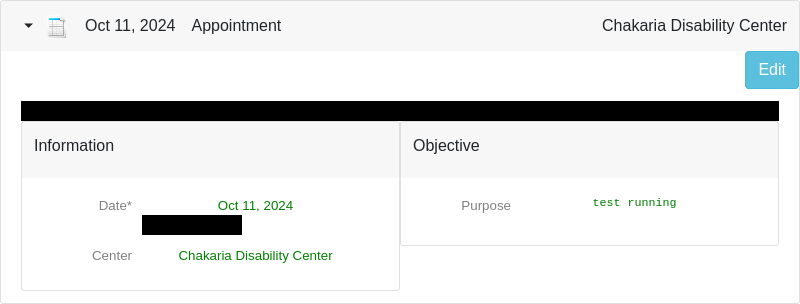 Oct 11, 2024 Appointment Chakaria Disability Center
Edit
Information
Date* Oct 11, 2024
Center Chakaria Disability Center
Objective
Purpose test running